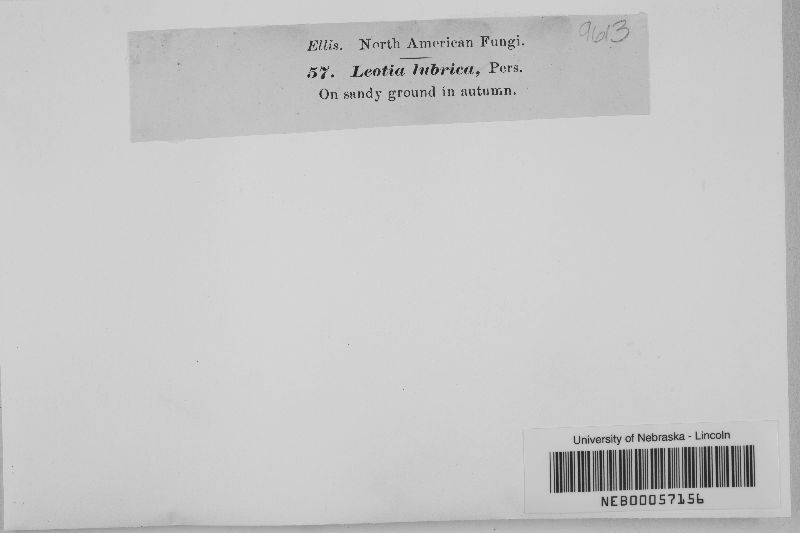 9613
Ellis. North American Fungi.
57. Leotia lubrica, Pers.
On sandy ground in autumn.
University of Nebraska - Lincoln
NEB00057156